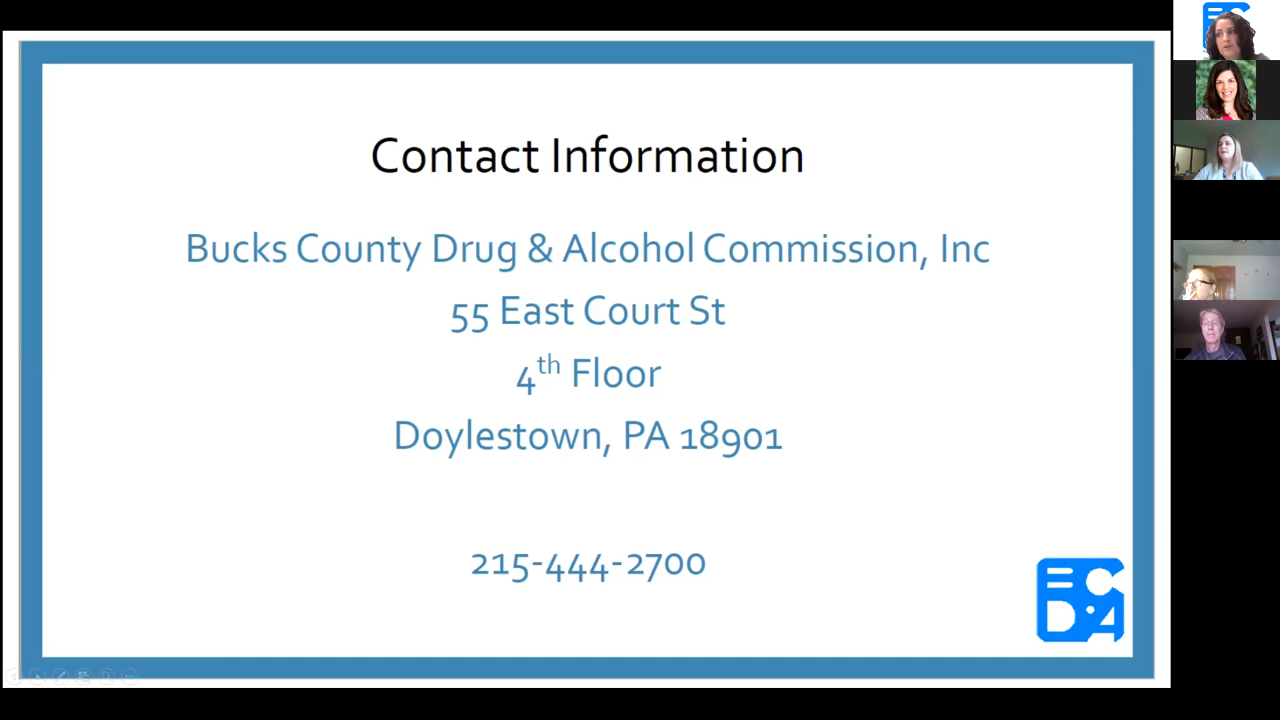 Contact Information
Bucks County Drug & Alcohol Commission, Inc
55 East Court St
4th Floor
Doylestown, PA 18901
215-444-2700
BC
D.A